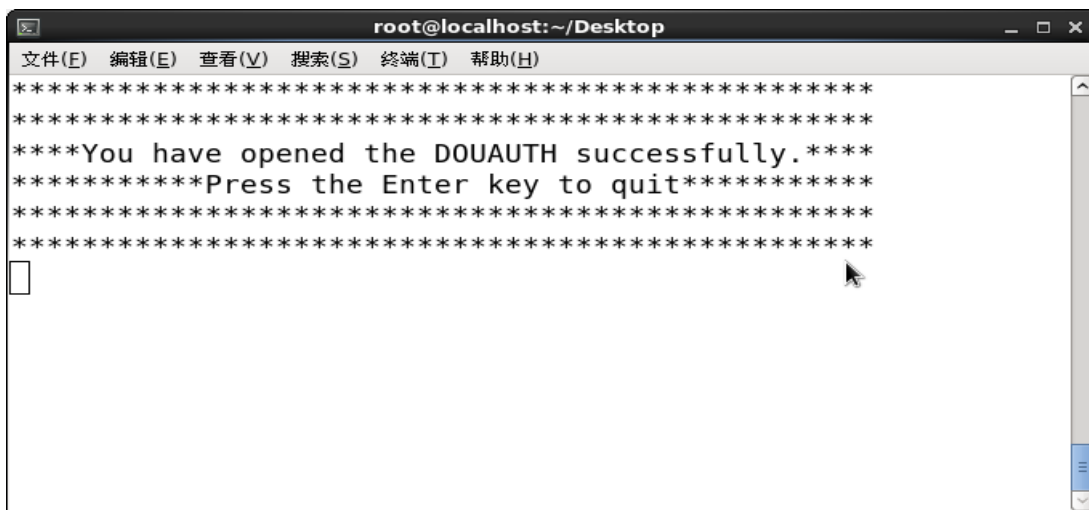 root@localhost:~/Desktop
文件(F) 编辑(E) 查看(V) 搜索(S) 终端(T) 帮助(H)
*************************************************
*************************************************
****You have opened the DOUAUTH successfully.****
***********Press the Enter key to quit***********
*************************************************
*************************************************